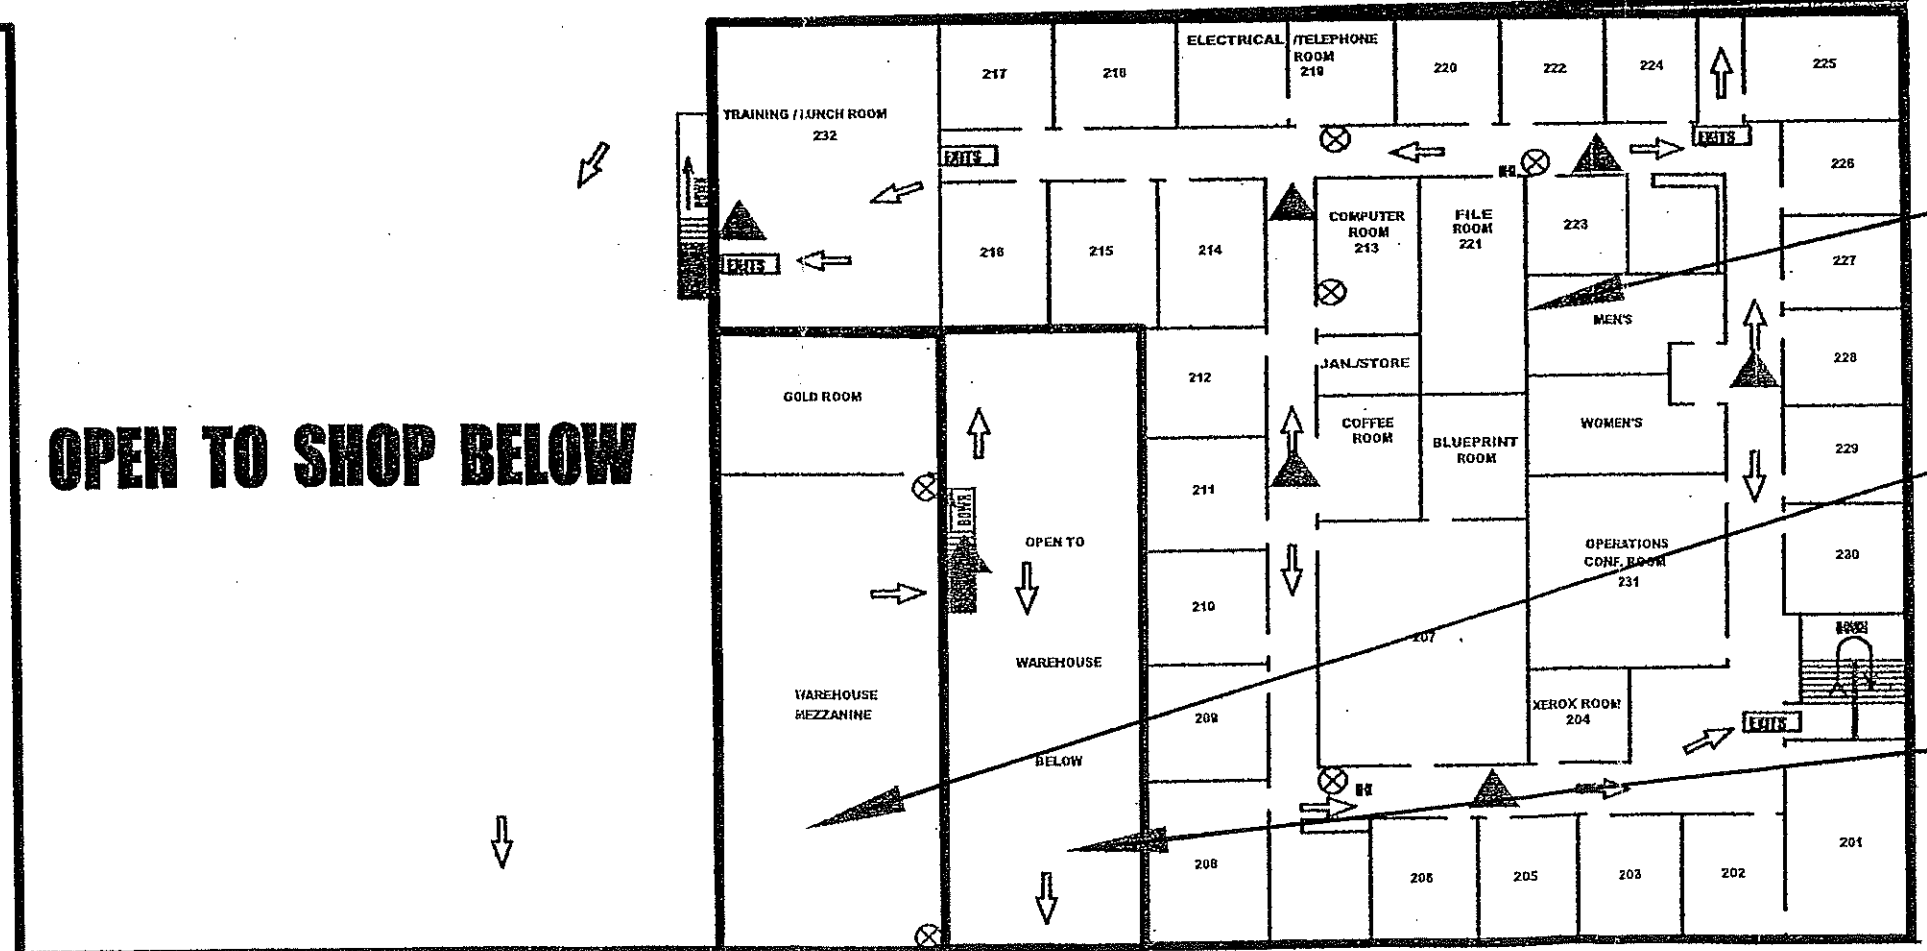 ELECTRICAL /TELEPHONE
ROOM
219
217
218
220
222
224
225
TRAINING / LUNCH ROOM
232
EXITS
EXITS
226
DOWN
COMPUTER
ROOM
213
FILE
ROOM
221
223
216
215
214
227
EXITS
MEN'S
JAN./STORE
212
228
GOLD ROOM
COFFEE
ROOM
BLUEPRINT
ROOM
WOMEN'S
OPEN TO SHOP BELOW
229
211
DOWN
OPEN TO
OPERATIONS
CONF. ROOM
231
230
210
207
WAREHOUSE
WAREHOUSE
MEZZANINE
XEROX ROOM
204
209
EXITS
BELOW
208
206
205
203
202
201